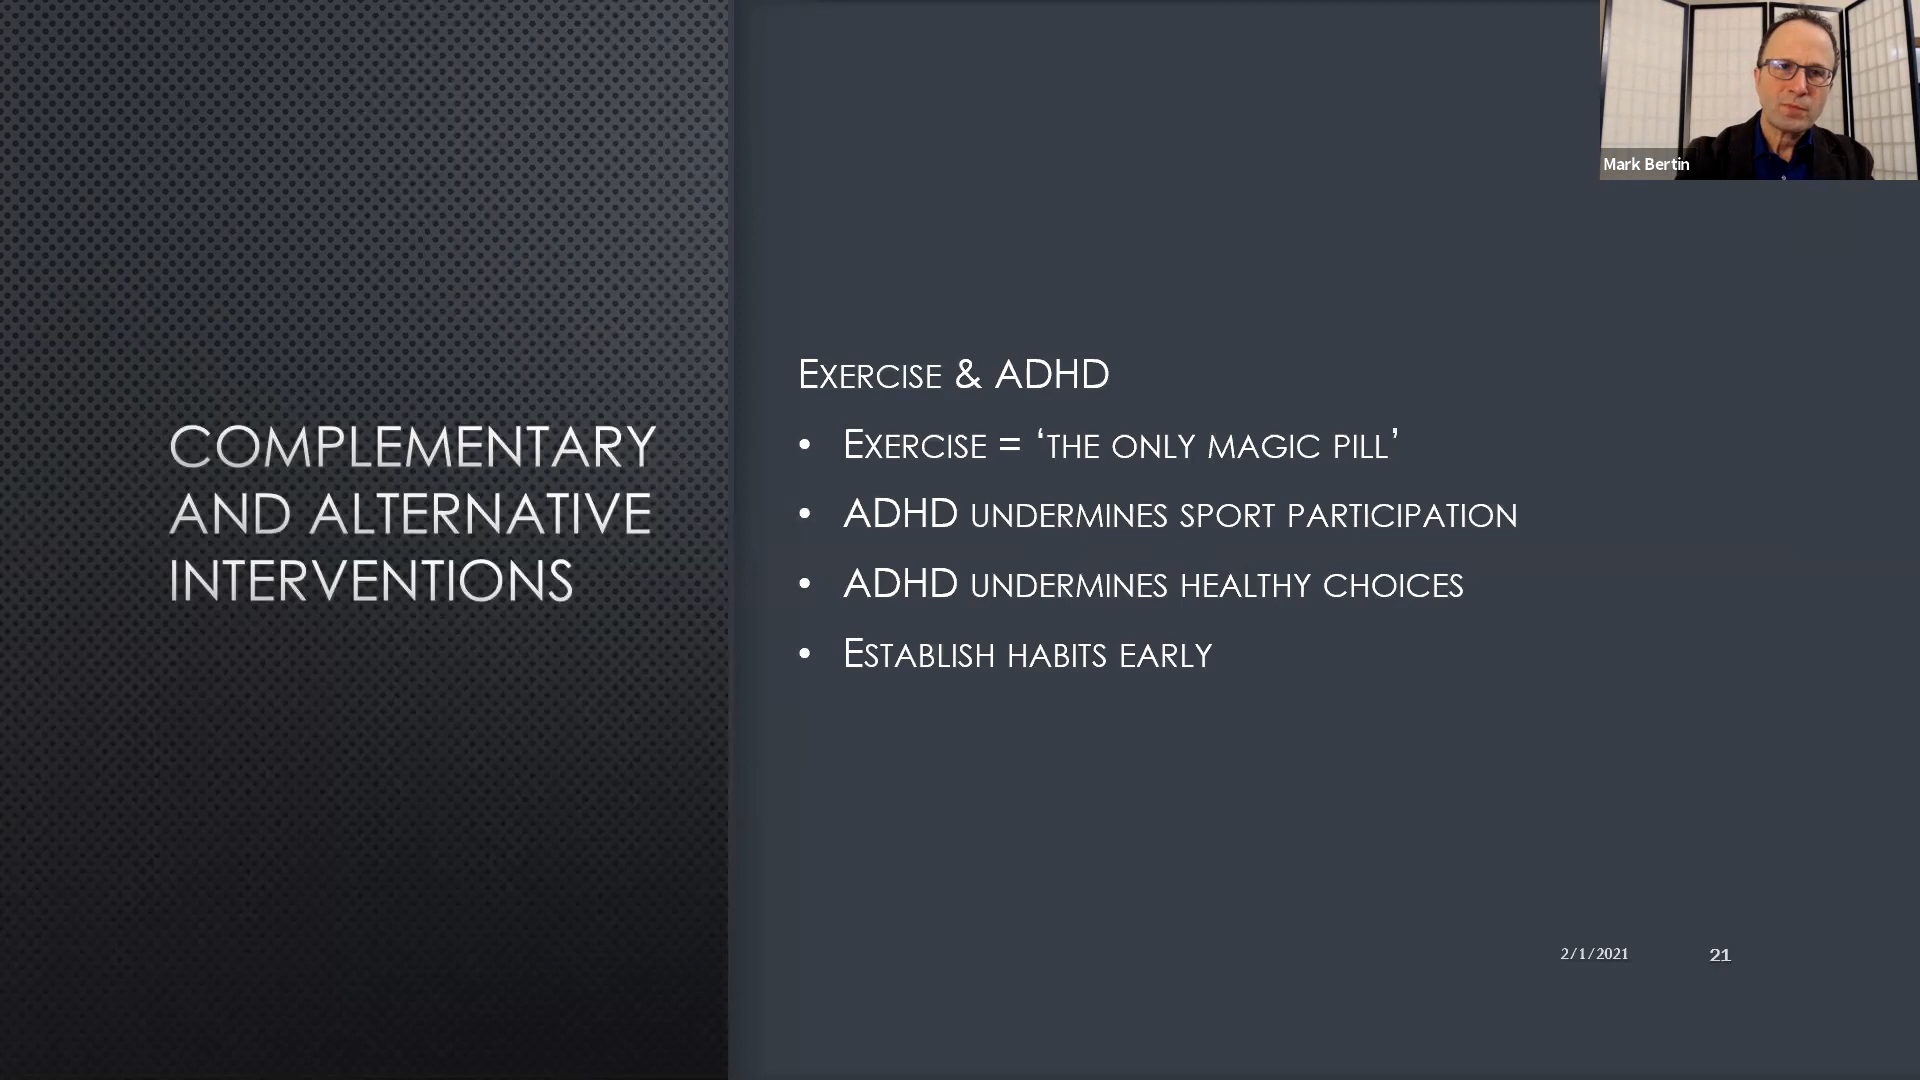 Mark Bertin
COMPLEMENTARY
AND ALTERNATIVE
INTERVENTIONS
Exercise & ADHD
• Exercise = ‘the only magic pill’
• ADHD undermines sport participation
• ADHD undermines healthy choices
• Establish habits early
2/1/2021
21